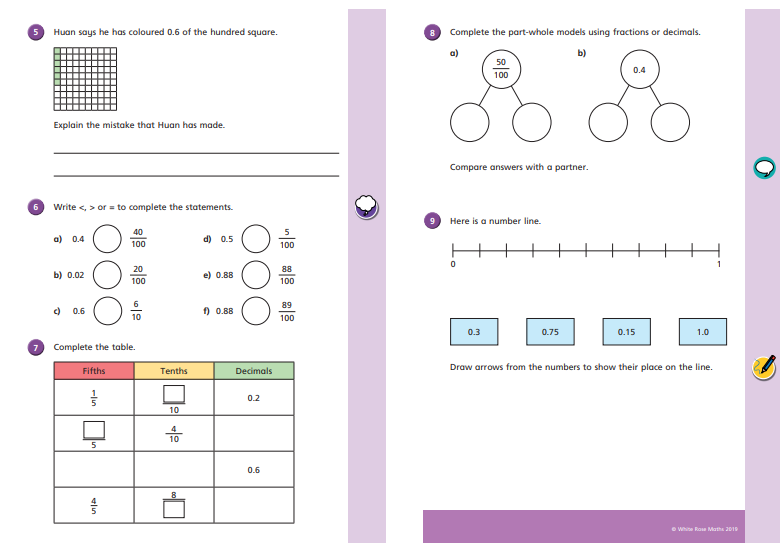 5 Huan says he has coloured 0.6 of the hundred square.
Explain the mistake that Huan has made.
6 Write <, > or = to complete the statements.
a) 0.4 40/100
d) 0.5 5/100
b) 0.02 20/100
e) 0.88 88/100
c) 0.6 6/10
f) 0.88 89/100
7 Complete the table.
Fifths Tenths Decimals
1/5 /10 0.2
/5 4/10
0.6
4/5 8/
8 Complete the part-whole models using fractions or decimals.
a) 50/100
b) 0.4
Compare answers with a partner.
9 Here is a number line.
0 1
0.3 0.75 0.15 1.0
Draw arrows from the numbers to show their place on the line.
© White Rose Maths 2019